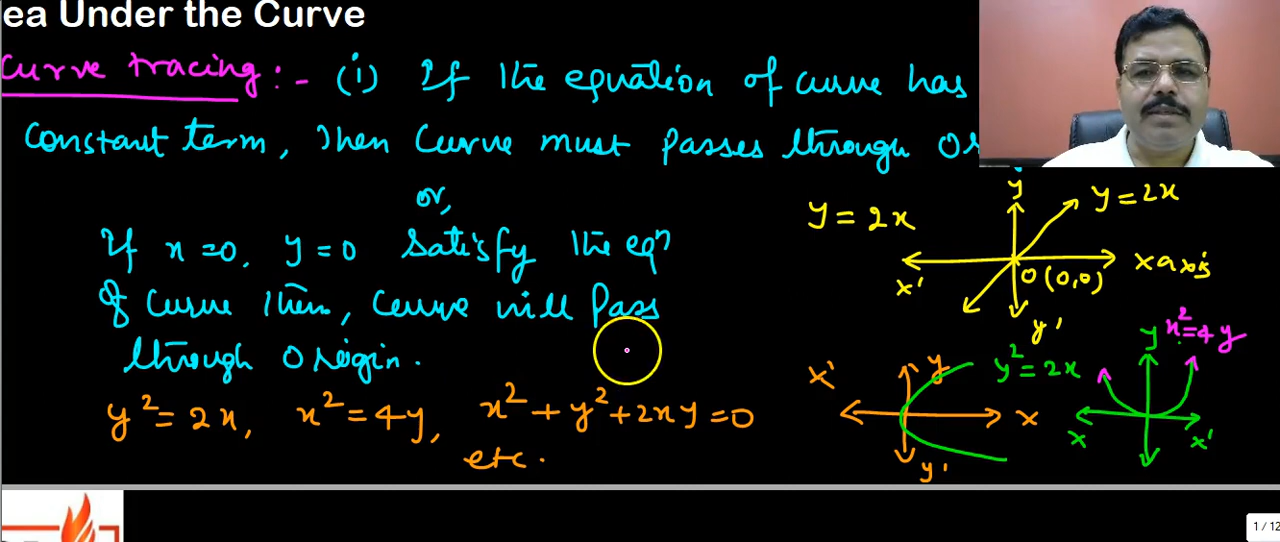 ea Under the Curve
Curve tracing :- (i) If the equation of curve has
constant term, then Curve must passes through Or
or,
If x=0, y=0 Satisfy the eqn
Of Curve then, Curve will Pass
through Origin.
y² = 2x, x² = 4y, x² + y² + 2xy = 0
etc.
y = 2x
y
y = 2x
x'
O (0,0)
x axis
y'
x'
y
y² = 2x
x
y'
y
x² = 4y
x
x'
1 / 12